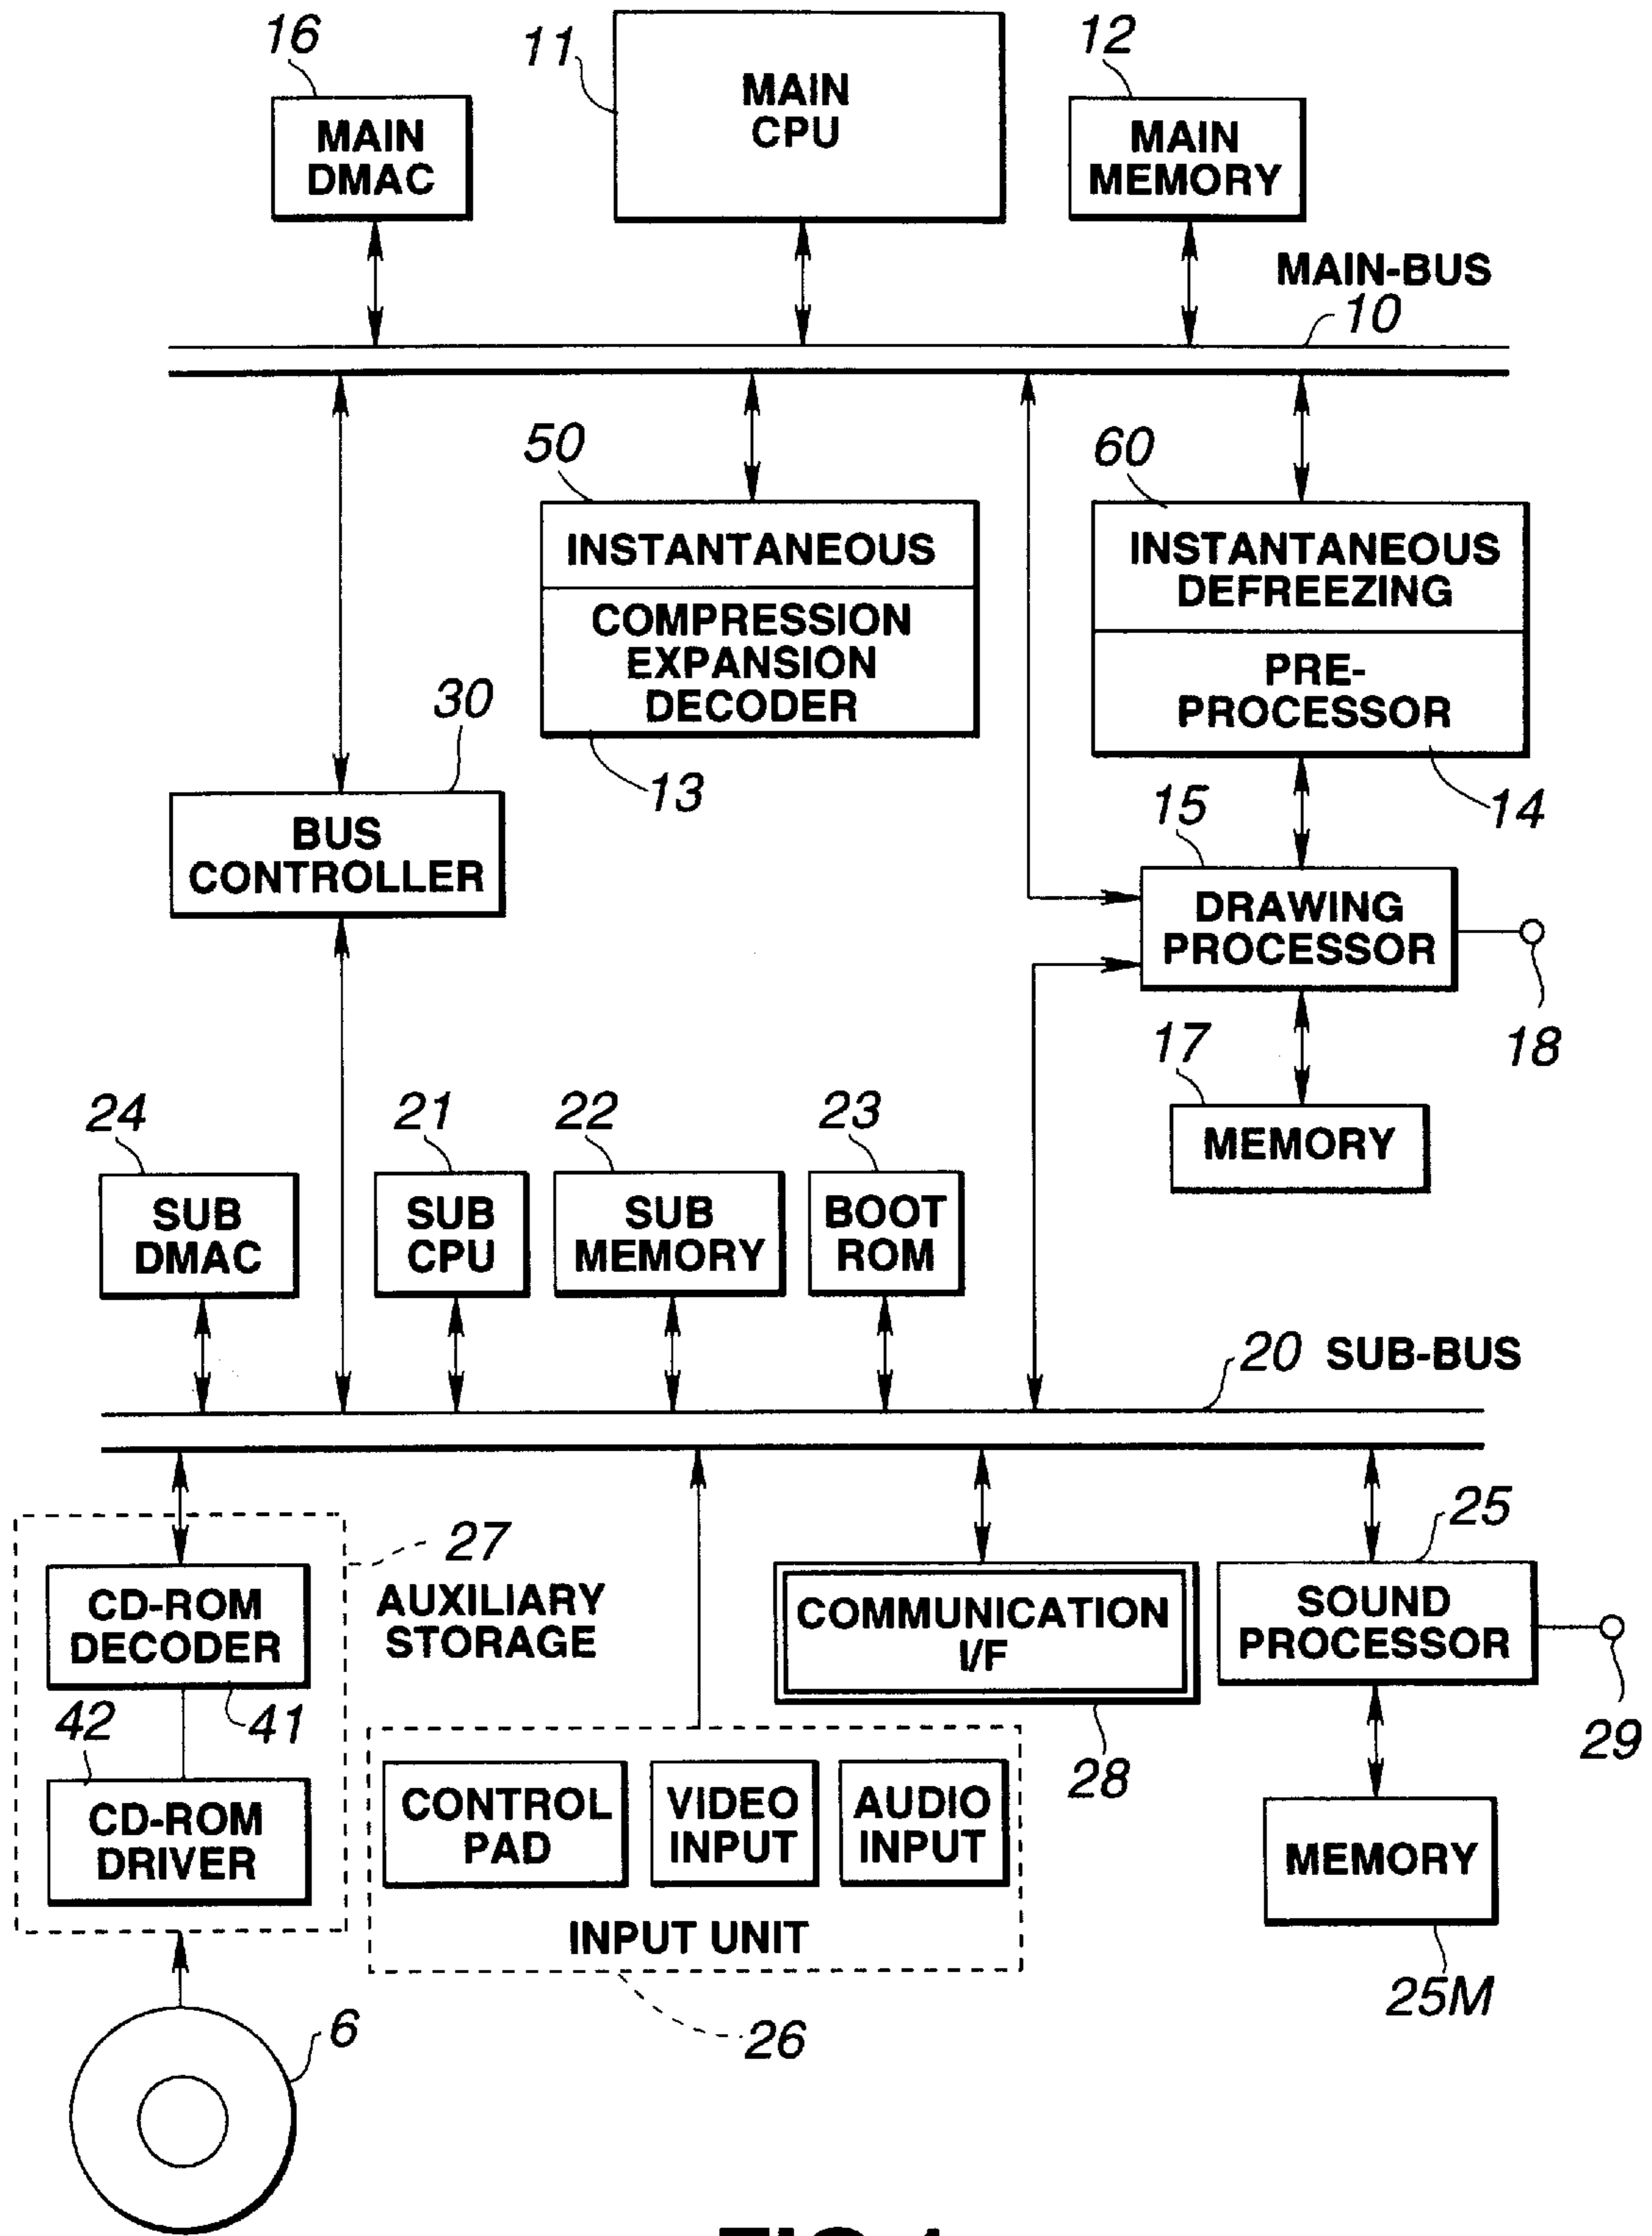 16
11
12
MAIN
DMAC
MAIN
CPU
MAIN
MEMORY
MAIN-BUS
10
50
60
INSTANTANEOUS
COMPRESSION
EXPANSION
DECODER
13
INSTANTANEOUS
DEFREEZING
PRE-
PROCESSOR
14
30
BUS
CONTROLLER
15
DRAWING
PROCESSOR
18
17
MEMORY
24
21
22
23
SUB
DMAC
SUB
CPU
SUB
MEMORY
BOOT
ROM
20 SUB-BUS
27
AUXILIARY
STORAGE
CD-ROM
DECODER
41
42
CD-ROM
DRIVER
COMMUNICATION
I/F
28
25
SOUND
PROCESSOR
29
MEMORY
25M
CONTROL
PAD
VIDEO
INPUT
AUDIO
INPUT
INPUT UNIT
26
6